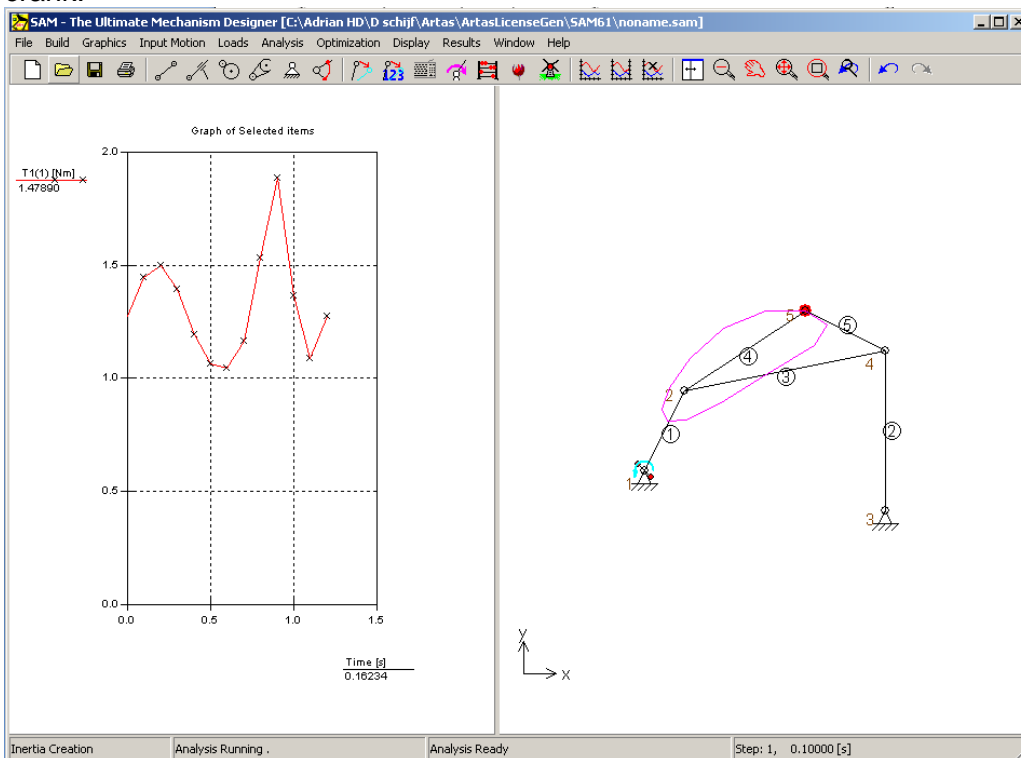 crank.
SAM - The Ultimate Mechanism Designer [C:\Adrian HD\D schijf\Artas\ArtasLicenseGen\SAM61\noname.sam]
File Build Graphics Input Motion Loads Analysis Optimization Display Results Window Help
123
Graph of Selected items
T1(1) [Nm]
1.47890
2.0
1.5
1.0
0.5
0.0
0.0 0.5 1.0 1.5
Time [s]
0.16234
5
5
4
3
4
2
1
2
1
3
y
x
Inertia Creation Analysis Running . Analysis Ready Step: 1, 0.10000 [s]